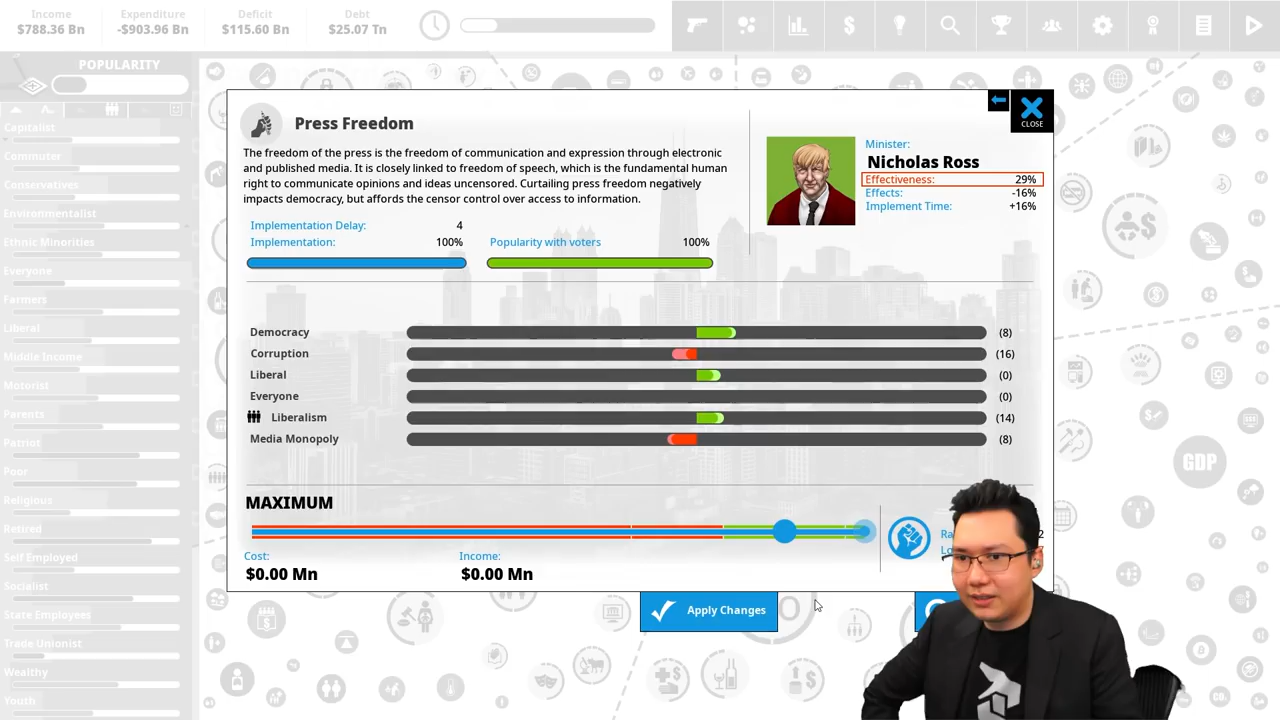 Income
Expenditure
Deficit
Debt
$788.36 Bn
-$903.96 Bn
$115.60 Bn
$25.07 Tn
POPULARITY
Capitalist
Commuter
Conservatives
Environmentalist
Ethnic Minorities
Everyone
Farmers
Liberal
Middle Income
Motorist
Parents
Patriot
Poor
Religious
Retired
Self Employed
Socialist
State Employees
Trade Unionist
Wealthy
Youth
CLOSE
Press Freedom
The freedom of the press is the freedom of communication and expression through electronic
and published media. It is closely linked to freedom of speech, which is the fundamental human
right to communicate opinions and ideas uncensored. Curtailing press freedom negatively
impacts democracy, but affords the censor control over access to information.
Implementation Delay: 4
Implementation: 100%
Popularity with voters 100%
Minister:
Nicholas Ross
Effectiveness: 29%
Effects: -16%
Implement Time: +16%
Democracy (8)
Corruption (16)
Liberal (0)
Everyone (0)
Liberalism (14)
Media Monopoly (8)
MAXIMUM
Cost:
$0.00 Mn
Income:
$0.00 Mn
Apply Changes
GDP
CO₂